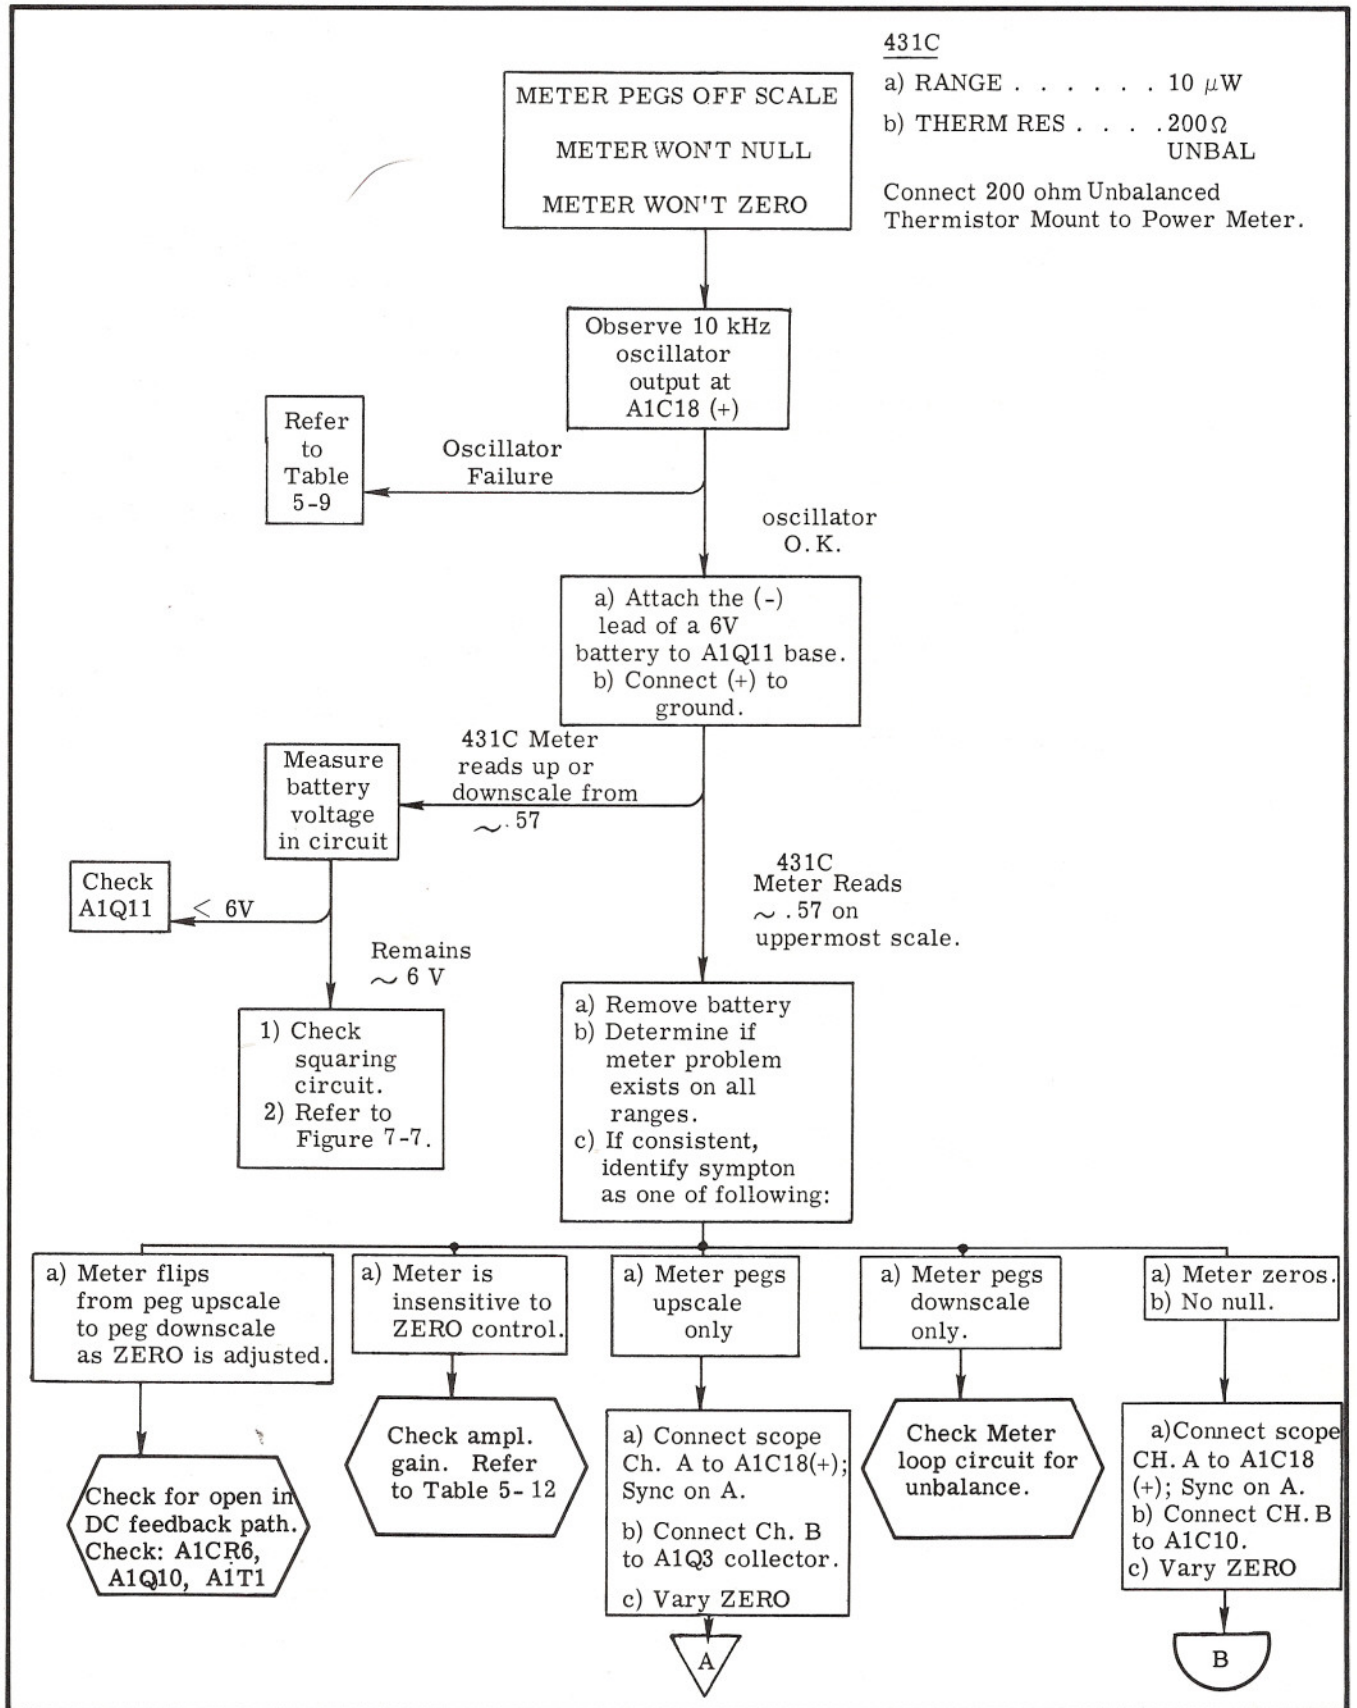 431C
a) RANGE . . . . . . 10 μW
b) THERM RES . . . . 200Ω
UNBAL
Connect 200 ohm Unbalanced
Thermistor Mount to Power Meter.
METER PEGS OFF SCALE
METER WON'T NULL
METER WON'T ZERO
Observe 10 kHz
oscillator
output at
A1C18 (+)
Oscillator
Failure
Refer
to
Table
5-9
oscillator
O.K.
a) Attach the (-)
lead of a 6V
battery to A1Q11 base.
b) Connect (+) to
ground.
431C Meter
reads up or
downscale from
~.57
Measure
battery
voltage
in circuit
Check
A1Q11
< 6V
Remains
~ 6 V
1) Check
squaring
circuit.
2) Refer to
Figure 7-7.
431C
Meter Reads
~ .57 on
uppermost scale.
a) Remove battery
b) Determine if
meter problem
exists on all
ranges.
c) If consistent,
identify sympton
as one of following:
a) Meter flips
from peg upscale
to peg downscale
as ZERO is adjusted.
a) Meter is
insensitive to
ZERO control.
a) Meter pegs
upscale
only
a) Meter pegs
downscale
only.
a) Meter zeros.
b) No null.
Check for open in
DC feedback path.
Check: A1CR6,
A1Q10, A1T1
Check ampl.
gain. Refer
to Table 5-12
a) Connect scope
Ch. A to A1C18(+);
Sync on A.
b) Connect Ch. B
to A1Q3 collector.
c) Vary ZERO
Check Meter
loop circuit for
unbalance.
a)Connect scope
CH. A to A1C18
(+); Sync on A.
b) Connect CH. B
to A1C10.
c) Vary ZERO
A
B